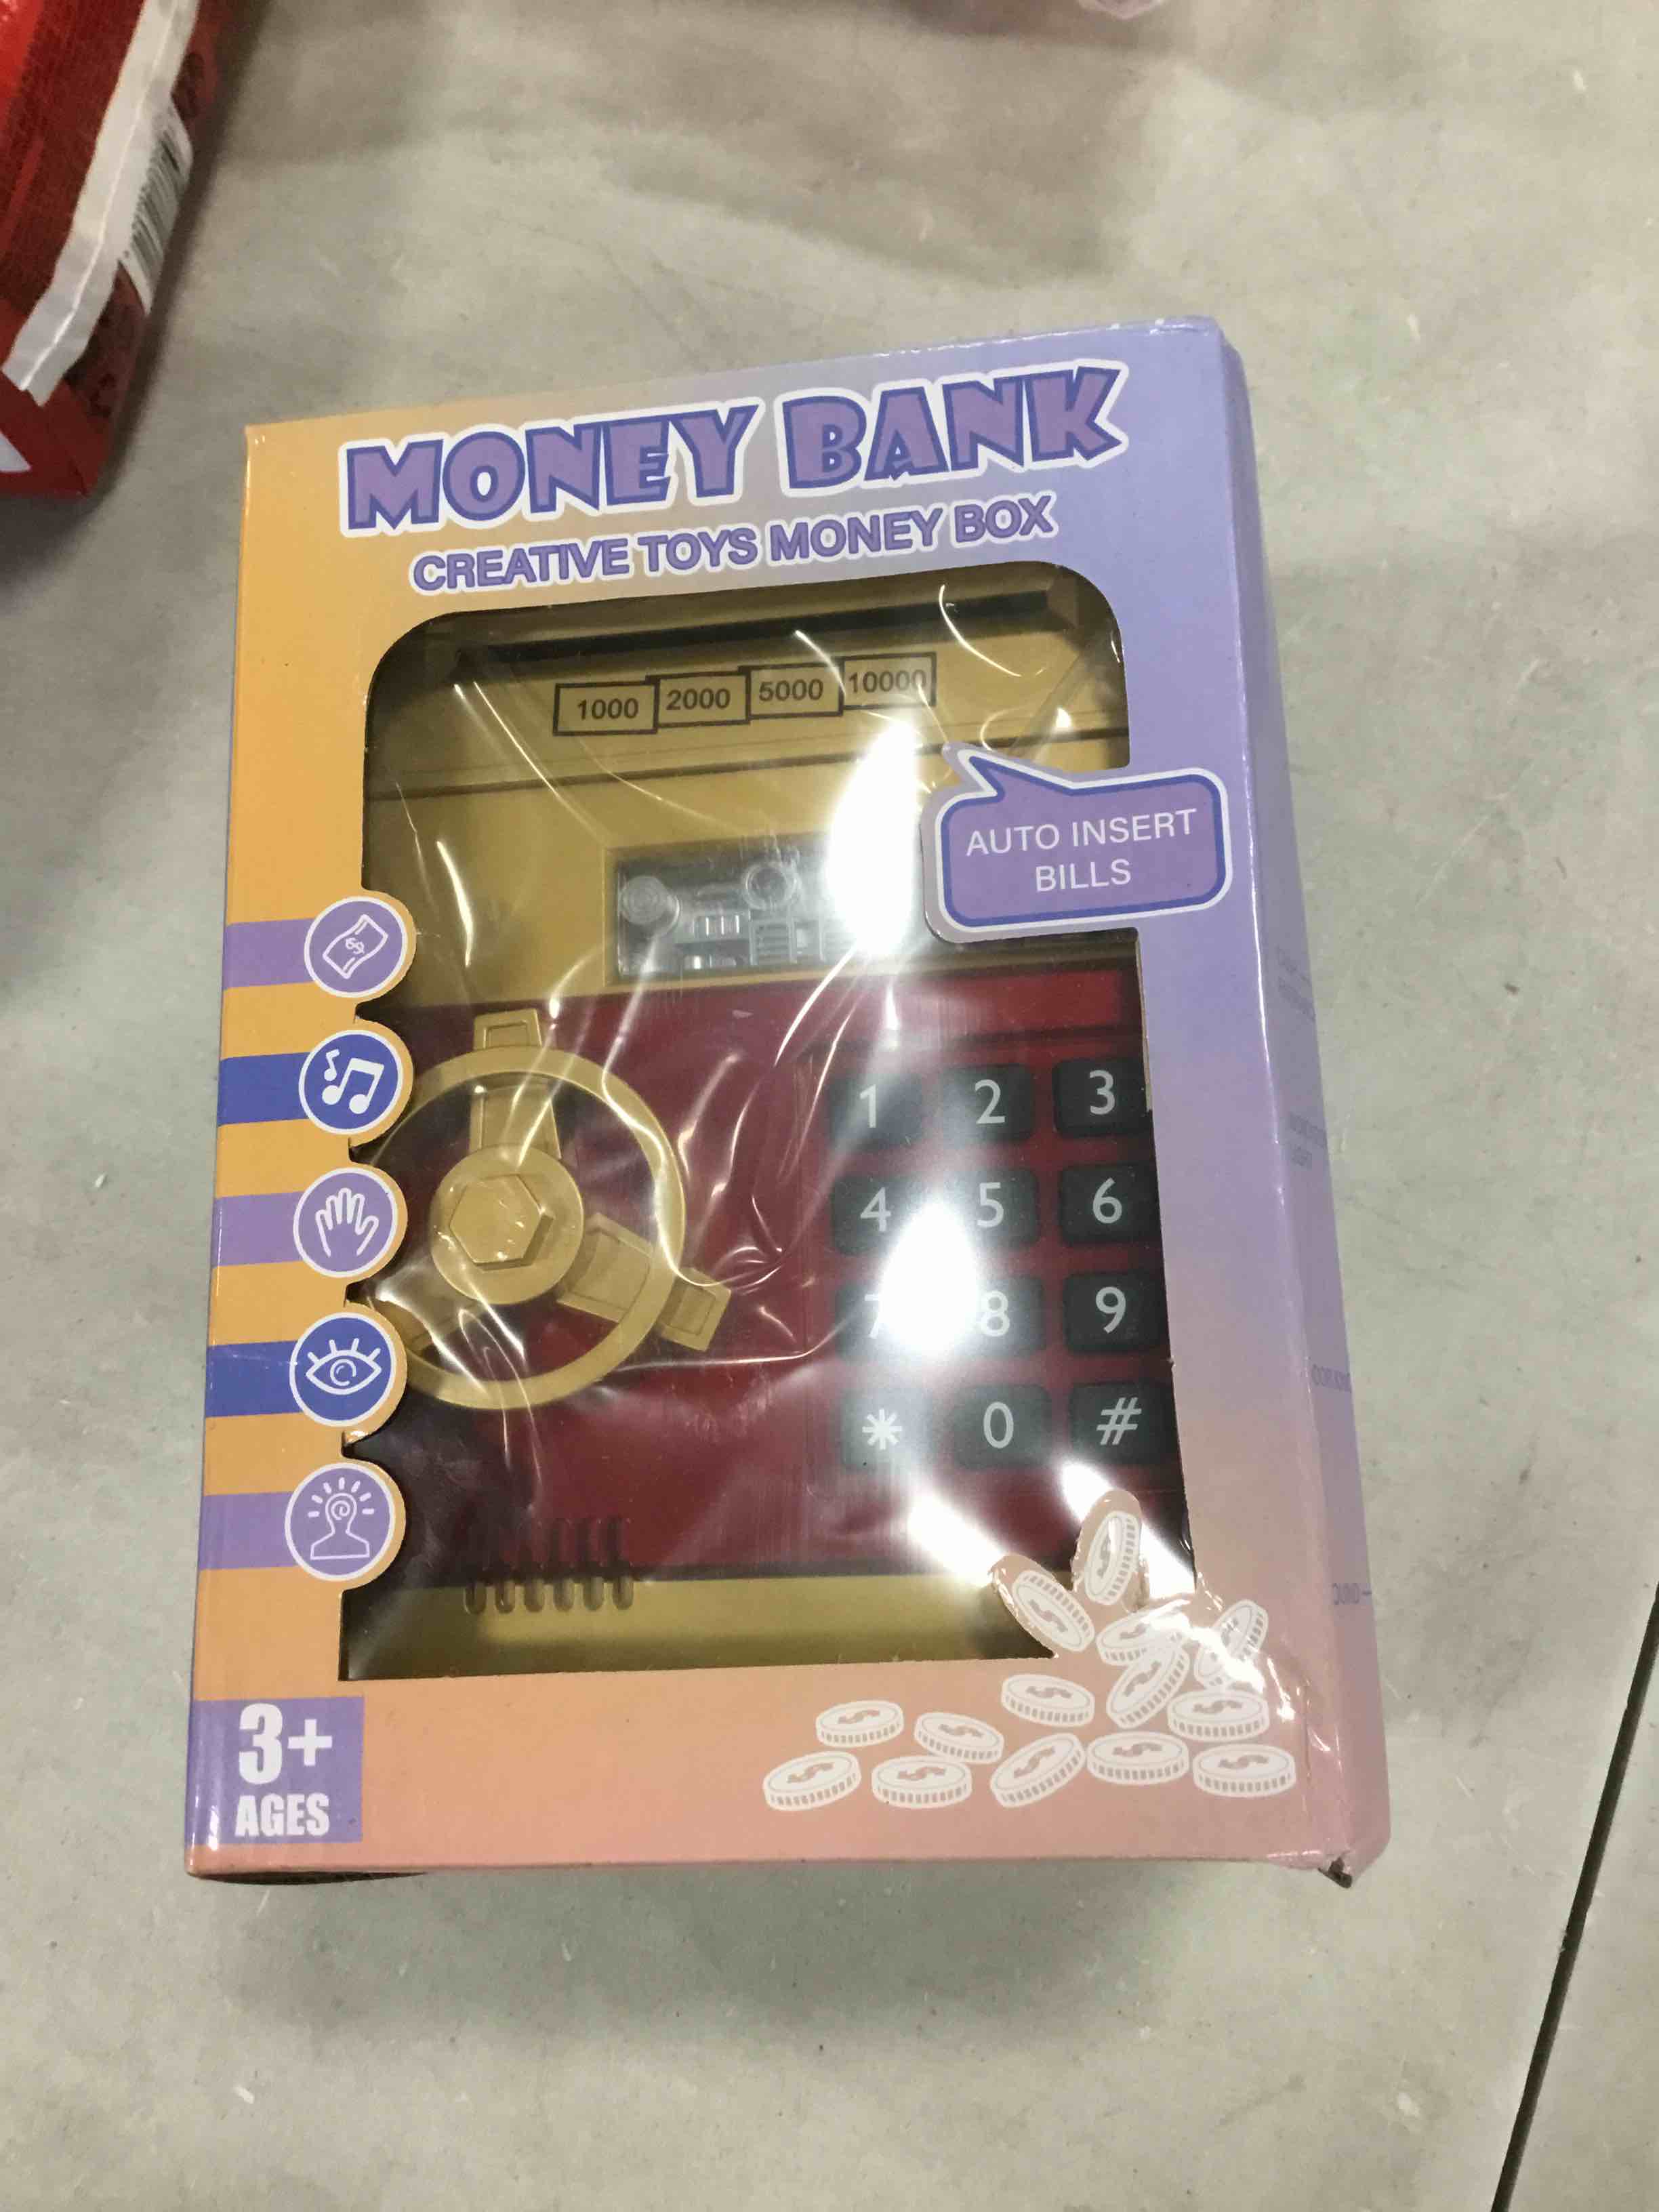 MONEY BANK
CREATIVE TOYS MONEY BOX
1000 2000 5000 10000
AUTO INSERT
BILLS
1 2 3
4 5 6
7 8 9
* 0 #
3+
AGES